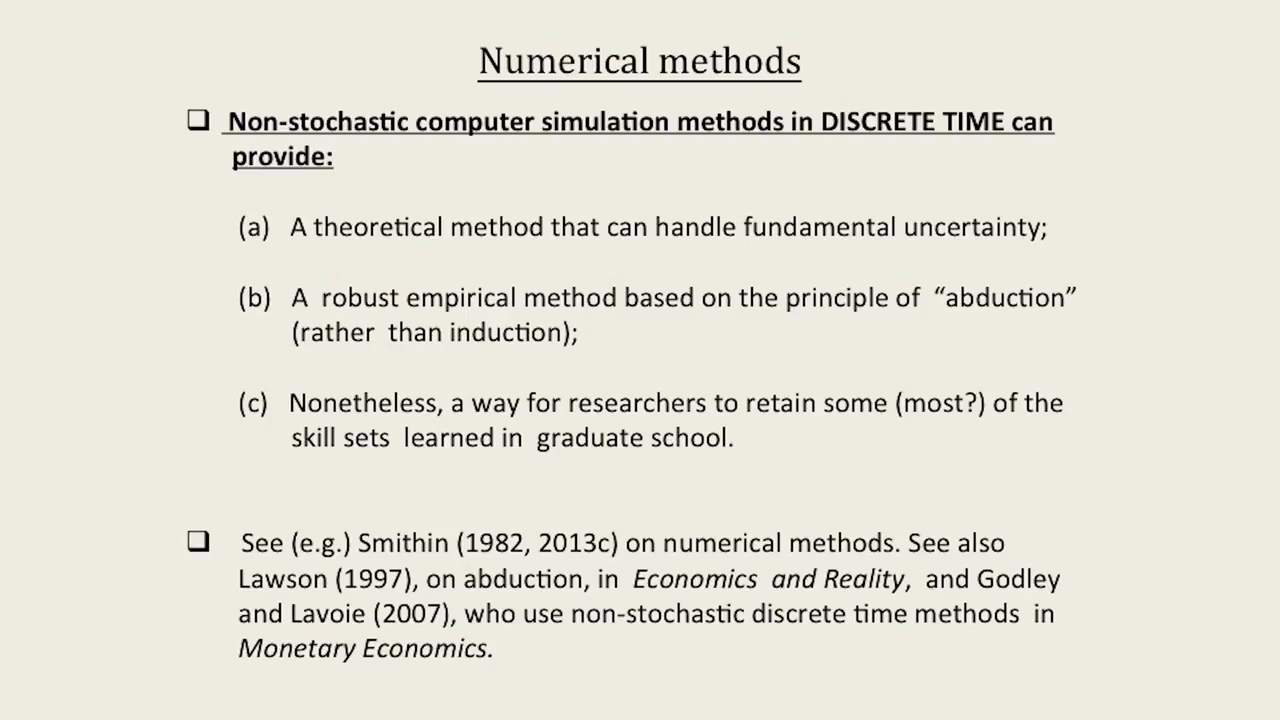 Numerical methods
❑ Non-stochastic computer simulation methods in DISCRETE TIME can
provide:
(a) A theoretical method that can handle fundamental uncertainty;
(b) A robust empirical method based on the principle of “abduction”
(rather than induction);
(c) Nonetheless, a way for researchers to retain some (most?) of the
skill sets learned in graduate school.
❑ See (e.g.) Smithin (1982, 2013c) on numerical methods. See also
Lawson (1997), on abduction, in Economics and Reality, and Godley
and Lavoie (2007), who use non-stochastic discrete time methods in
Monetary Economics.